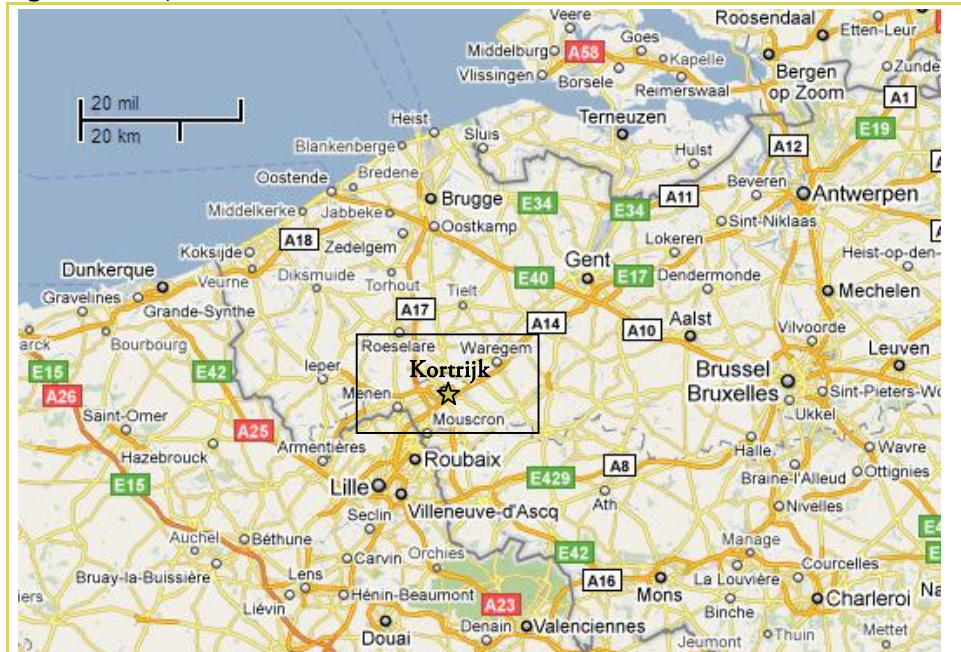 Veere
Roosendaal
Goes
Etten-Leur
Middelburg
A58
Kapelle
Vlissingen
Borsele
Bergen
op Zoom
Zunde
Reimerswaal
A1
20 mil
20 km
Heist
Sluis
Terneuzen
E19
A12
Blankenberge
Hulst
Oostende
Bredene
Brugge
E34
E34
A11
Beveren
Antwerpen
Middelkerke
Jabbeke
Oostkamp
Sint-Niklaas
A18
Zedelgem
Lokeren
Koksijde
Gent
Heist-op-den-
Dunkerque
Veurne
Diksmuide
Torhout
Tielt
E40
E17
Dendermonde
Gravelines
Mechelen
Grande-Synthe
A17
A14
A10
Aalst
Vilvoorde
arck
Bourbourg
Roeselare
Waregem
Leuven
E15
E42
Ieper
Kortrijk
Brussel
Bruxelles
A26
Menen
Sint-Pieters-Wo
Saint-Omer
Mouscron
Ukkel
A25
Armentières
Halle
Wavre
Hazebrouck
Roubaix
A8
Braine-l'Alleud
Ottignies
E15
Lille
E429
Ath
Villeneuve-d'Ascq
Nivelles
Seclin
Auchel
Béthune
Manage
Carvin
Orchies
E42
Courcelles
Bruay-la-Buissière
Lens
A16
La Louvière
Na
iers
Hénin-Beaumont
Mons
Charleroi
Liévin
A23
Binche
Douai
Denain
Valenciennes
Jeumont
Thuin
Mettet